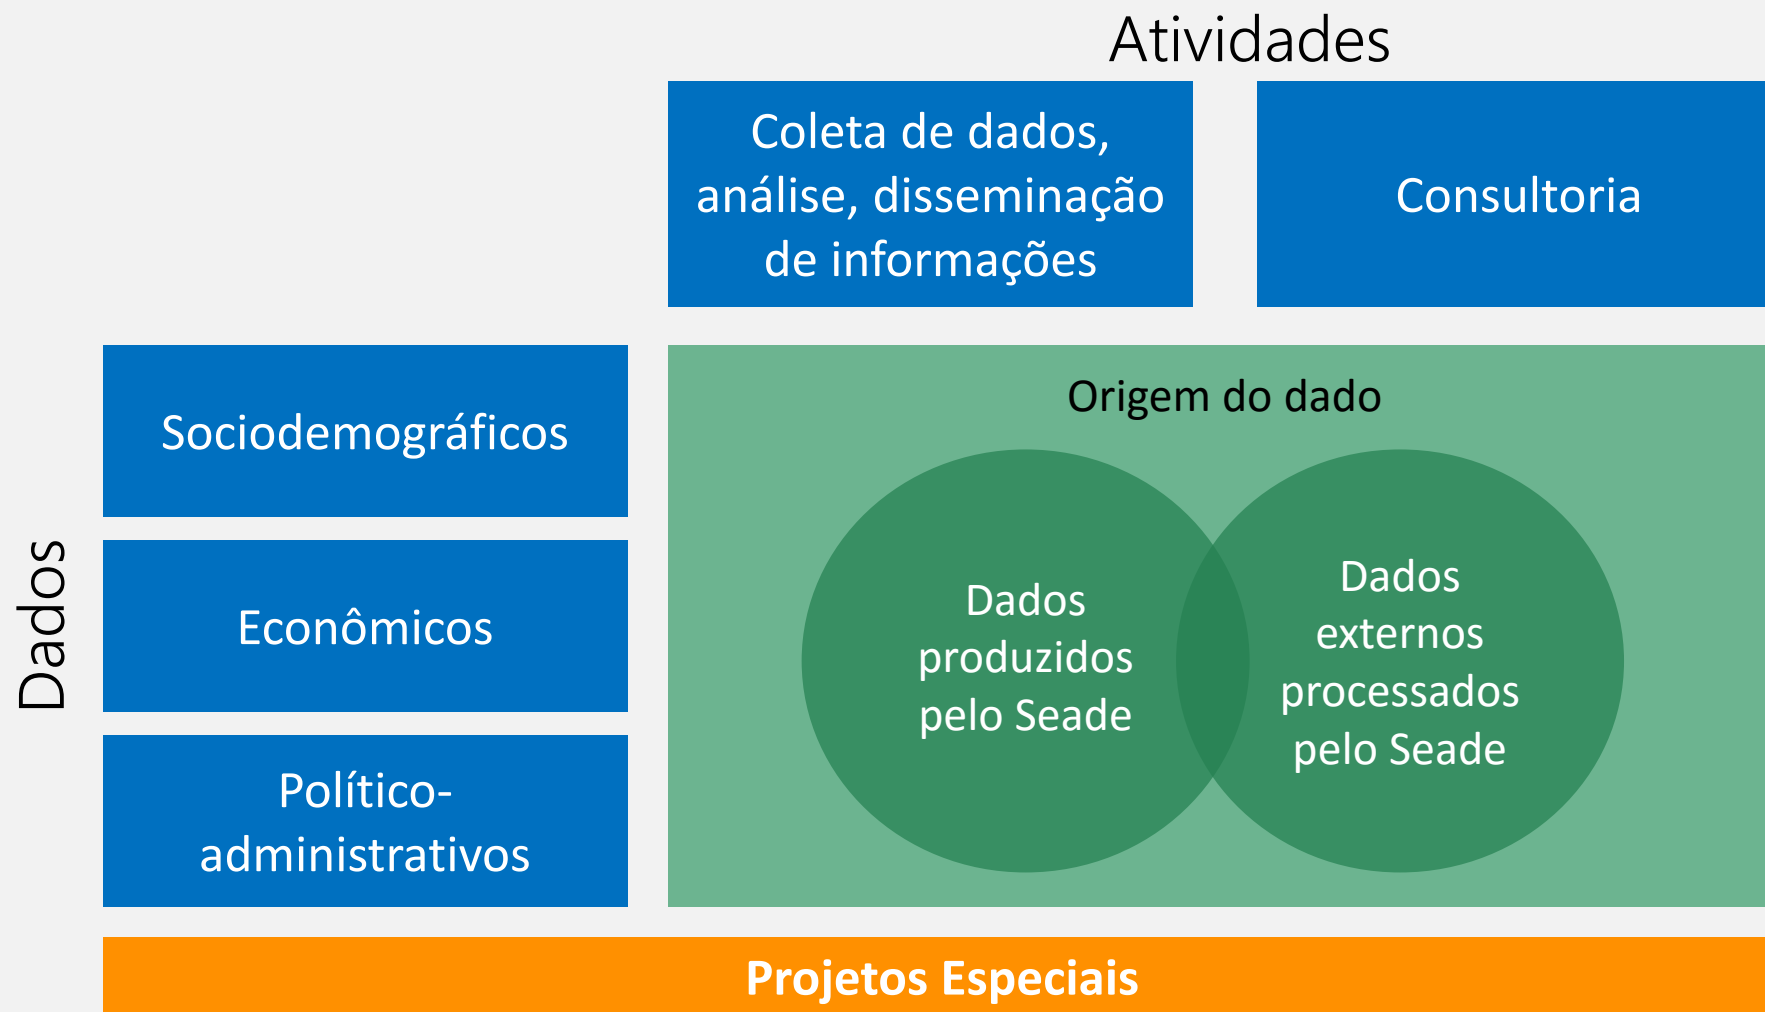 Atividades
Coleta de dados,
análise, disseminação
de informações
Consultoria
Dados
Sociodemográficos
Econômicos
Político-
administrativos
Origem do dado
Dados
produzidos
pelo Seade
Dados
externos
processados
pelo Seade
Projetos Especiais